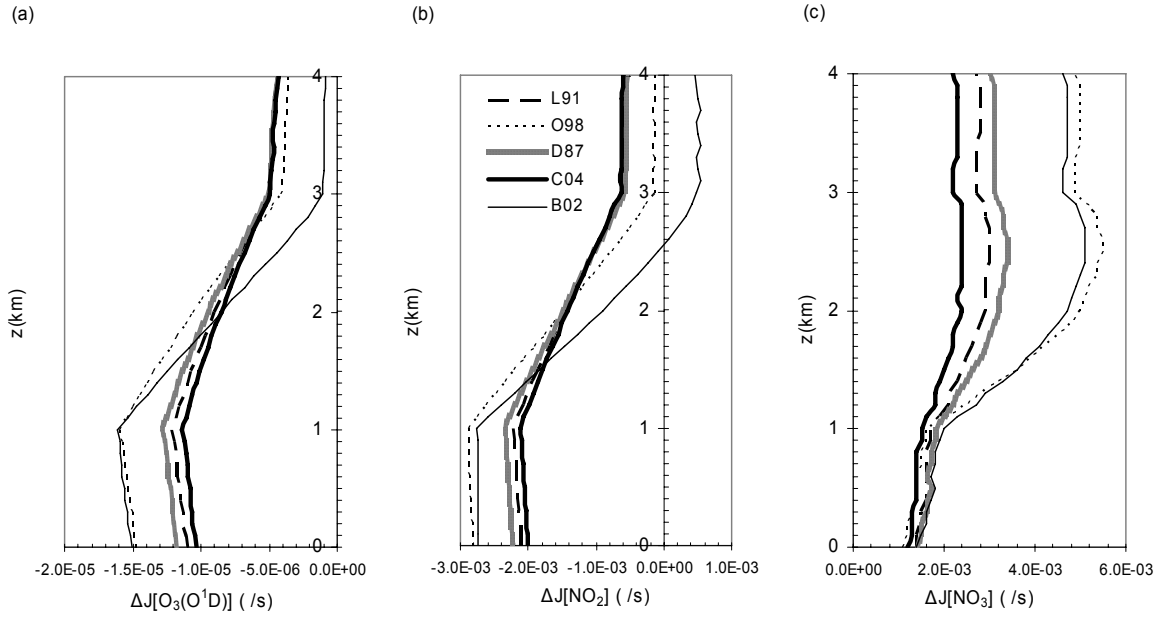 (a)
4
3
2
1
0
z(km)
-2.0E-05 -1.5E-05 -1.0E-05 -5.0E-06 0.0E+00
ΔJ[O₃(O¹D)] ( /s)
(b)
4
3
2
1
0
z(km)
L91
O98
D87
C04
B02
-3.0E-03 -2.0E-03 -1.0E-03 0.0E+00 1.0E-03
ΔJ[NO₂] ( /s)
(c)
4
3
2
1
0
z(km)
0.0E+00 2.0E-03 4.0E-03 6.0E-03
ΔJ[NO₃] ( /s)